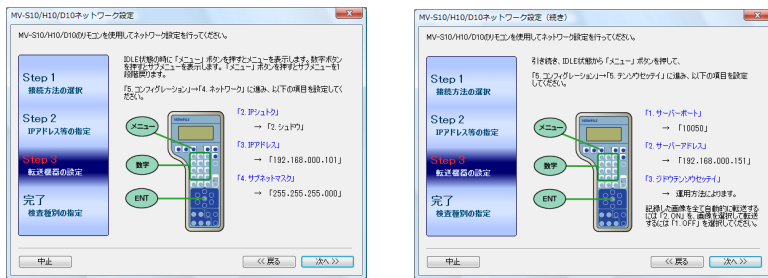 MV-S10/H10/D10ネットワーク設定
MV-S10/H10/D10のリモコンを使用してネットワーク設定を行ってください。
Step 1
接続方法の選択
Step 2
IPアドレス等の指定
Step 3
転送機器の設定
完了
検査種別の指定
IDLE状態の時に「メニュー」ボタンを押すとメニューを表示します。数字ボタン
を押すとサブメニューを表示します。「メニュー」ボタンを押すとサブメニューを1
段階戻ります。
「5. コンフィグレーション」→「4. ネットワーク」に進み、以下の項目を設定してく
ださい。
メニュー
数字
ENT
「2. IPシュトク」
→ 「2. シュドウ」
「3. IPアドレス」
→ 「192.168.000.101」
「4. サブネットマスク」
→ 「255.255.255.000」
中止
<< 戻る
次へ >>
MV-S10/H10/D10ネットワーク設定 (続き)
MV-S10/H10/D10のリモコンを使用してネットワーク設定を行ってください。
Step 1
接続方法の選択
Step 2
IPアドレス等の指定
Step 3
転送機器の設定
完了
検査種別の指定
引き続き、IDLE状態から「メニュー」ボタンを押して、
「5. コンフィグレーション」→「6. テンソウセッテイ」に進み、以下の項目を設定
してください。
メニュー
数字
ENT
「1. サーバーポート」
→ 「10050」
「2. サーバーアドレス」
→ 「192.168.000.151」
「3. ジドウテンソウセッテイ」
→ 運用方法によります。
記録した画像を全て自動的に転送する
には「2. ON」を、画像を選択して転送
するには「1. OFF」を選択してください。
中止
<< 戻る
次へ >>